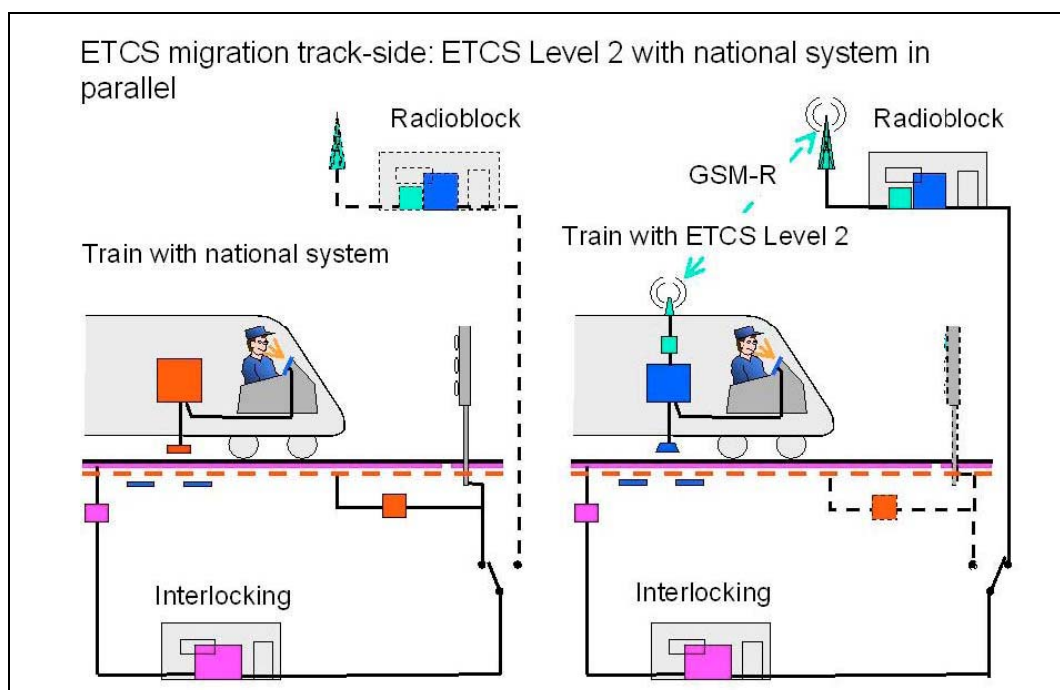 ETCS migration track-side: ETCS Level 2 with national system in
parallel
Radioblock
Radioblock
GSM-R
Train with national system
Train with ETCS Level 2
Interlocking
Interlocking